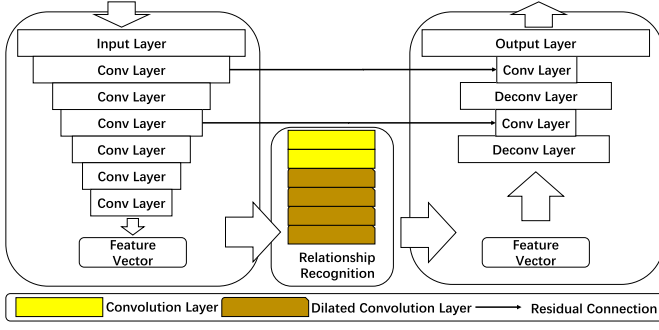 Input Layer
Conv Layer
Conv Layer
Conv Layer
Conv Layer
Conv Layer
Conv Layer
Feature
Vector
Relationship
Recognition
Output Layer
Conv Layer
Deconv Layer
Conv Layer
Deconv Layer
Feature
Vector
Convolution Layer
Dilated Convolution Layer
Residual Connection